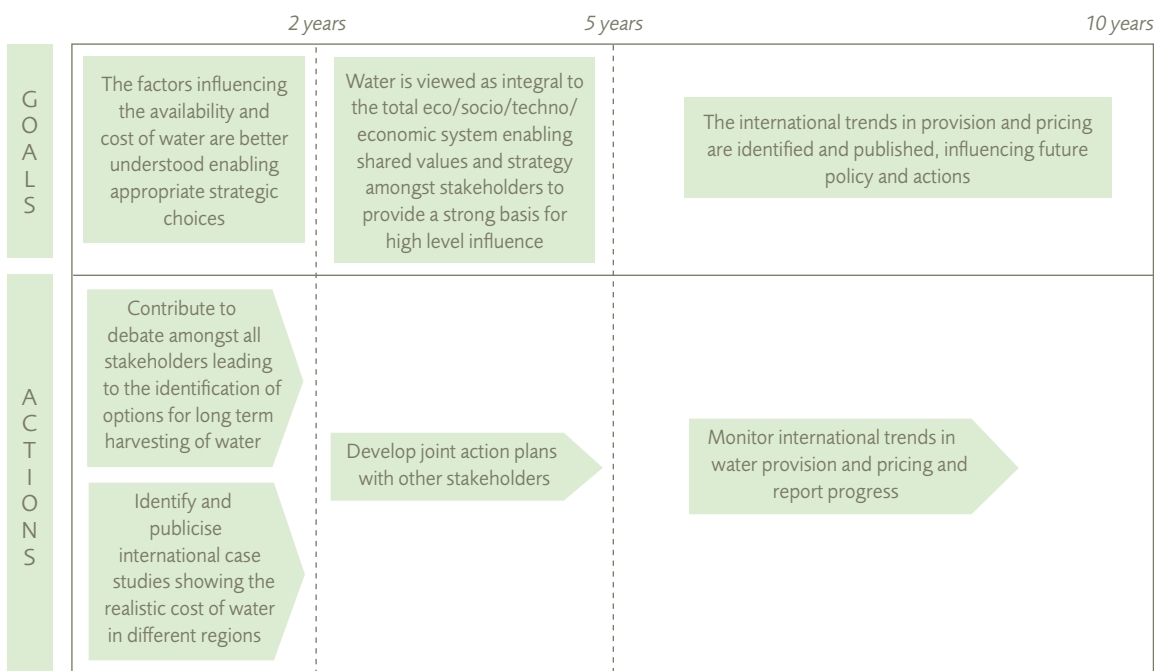 2 years
5 years
10 years
GOALS
The factors influencing
the availability and
cost of water are better
understood enabling
appropriate strategic
choices
Water is viewed as integral to
the total eco/socio/techno/
economic system enabling
shared values and strategy
amongst stakeholders to
provide a strong basis for
high level influence
The international trends in provision and pricing
are identified and published, influencing future
policy and actions
ACTIONS
Contribute to
debate amongst all
stakeholders leading
to the identification of
options for long term
harvesting of water
Identify and
publicise
international case
studies showing the
realistic cost of water
in different regions
Develop joint action plans
with other stakeholders
Monitor international trends in
water provision and pricing and
report progress